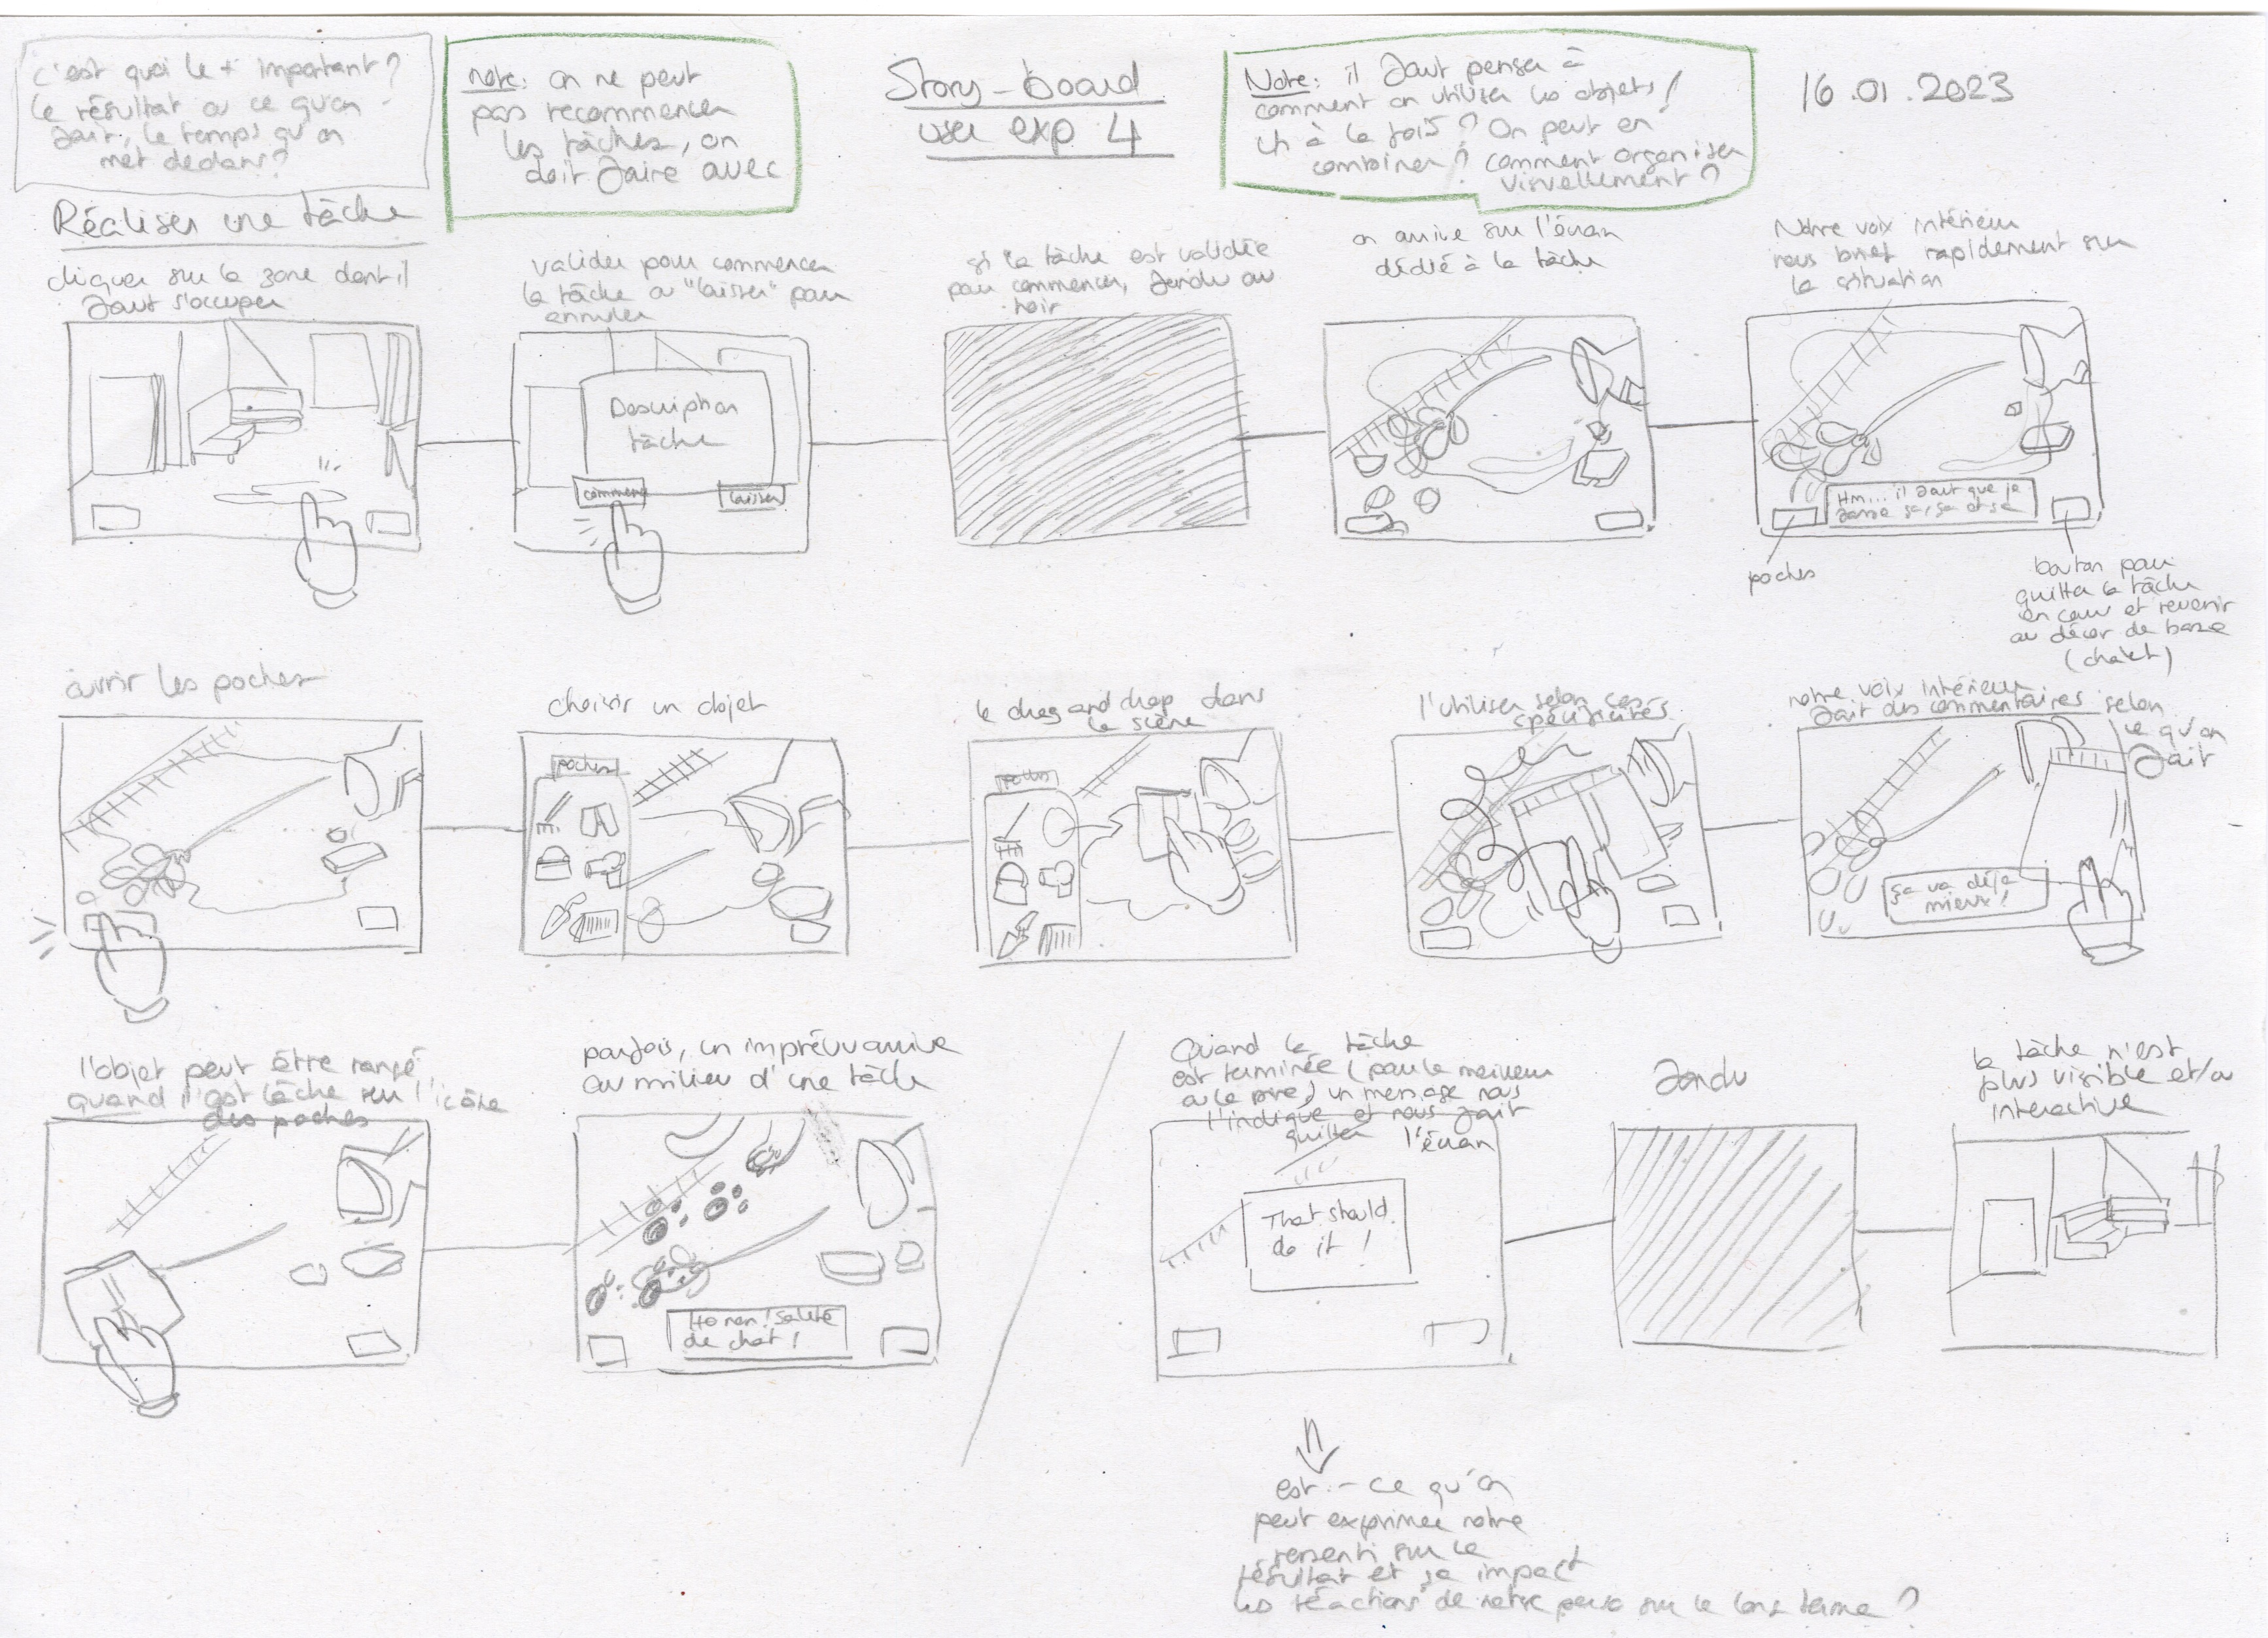 c'est quoi le + important?
le résultat ou ce qu'on
fait, le temps qu'on
met dedans?
note: on ne peut
pas recommencer
les tâches, on
doit faire avec
Story-board
user exp 4
Note: il faut penser à
comment on utilise les objets!
un à la fois? On peut en
combiner? comment organiser
visuellement?
16.01.2023
Réaliser une tâche
cliquer sur la zone dont il
faut s'occuper
valider pour commencer
la tâche ou "laisser" pour
annuler
Description
tâche
commencer
laisser
si la tâche est validée
pour commencer, fondu au
noir
on arrive sur l'écran
dédié à la tâche
Notre voix intérieur
nous brief rapidement sur
la situation
Hm... il faut que je
fasse ça, ça et ça
poches
bouton pour
quitter la tâche
en cours et revenir
au décor de base
(chalet)
ouvrir les poches
choisir un objet
poches
le drag and drop dans
la scène
poches
l'utiliser selon ces
spécificités
notre voix intérieur
fait des commentaires selon
ce qu'on
fait
ça va déjà
mieux!
l'objet peut être rangé
quand il est lâché sur l'icône
des poches
parfois, un imprévu arrive
au milieu d'une tâche
Ho non! saleté
de chat!
Quand la tâche
est terminée (pour le meilleur
ou le pire) un message nous
l'indique et nous fait
quitter l'écran
That should
do it!
fondu
la tâche n'est
plus visible et/ou
interactive
est-ce qu'on
peut exprimer notre
ressenti sur le
résultat et ça impact
les réactions de notre perso sur le long terme?